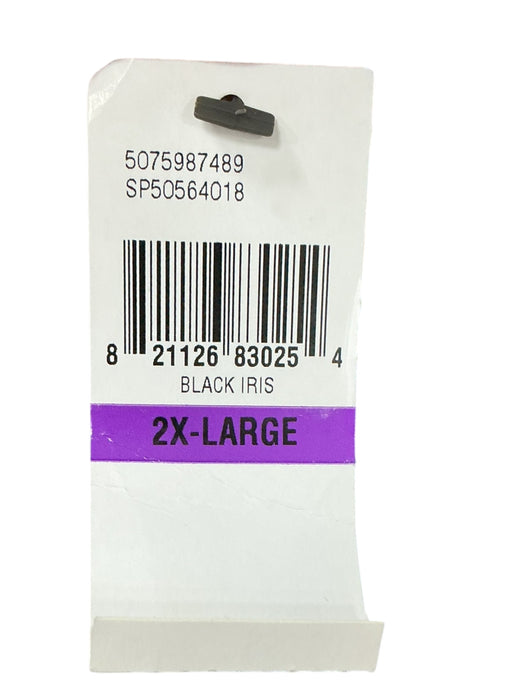 5075987489
SP50564018
8 21126 83025 4
BLACK IRIS
2X-LARGE